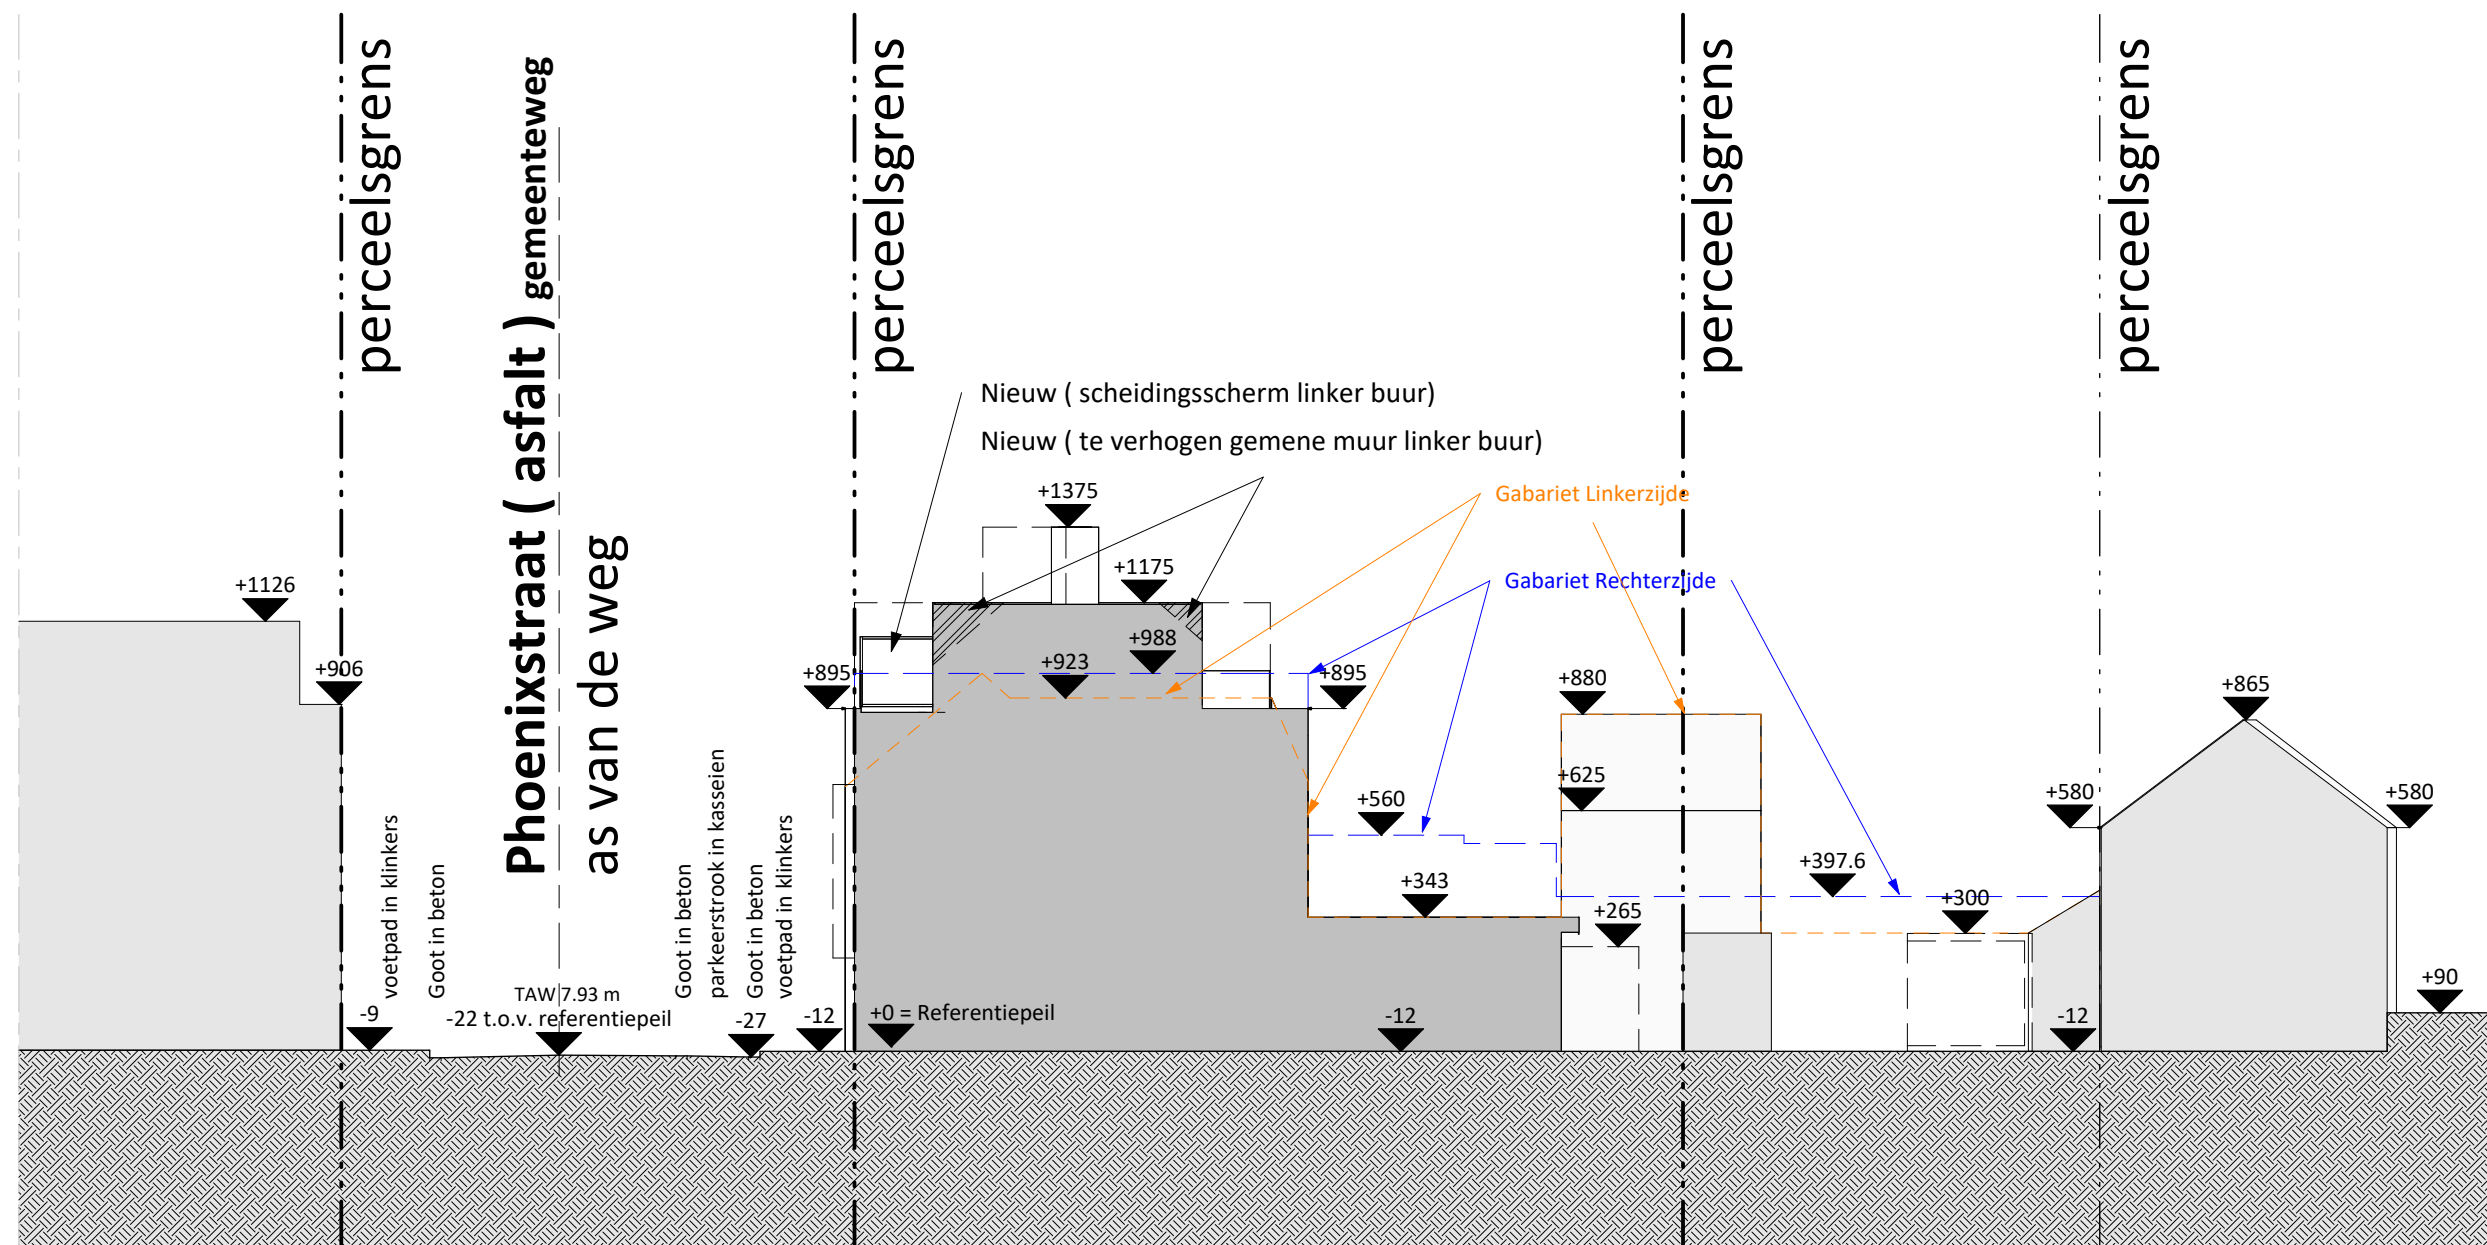 perceelsgrens
Phoenixstraat ( asfalt ) gemeenteweg
as van de weg
perceelsgrens
perceelsgrens
perceelsgrens
Nieuw ( scheidingsscherm linker buur)
Nieuw ( te verhogen gemene muur linker buur)
Gabariet Linkerzijde
Gabariet Rechterzijde
+1375
+1175
+1126
+988
+923
+906
+895
+895
+880
+865
+625
+560
+580
+580
+397.6
+343
+300
+265
+90
voetpad in klinkers
Goot in beton
Goot in beton
parkeerstrook in kasseien
Goot in beton
voetpad in klinkers
TAW 7.93 m
-22 t.o.v. referentiepeil
-9
-27
-12
+0 = Referentiepeil
-12
-12